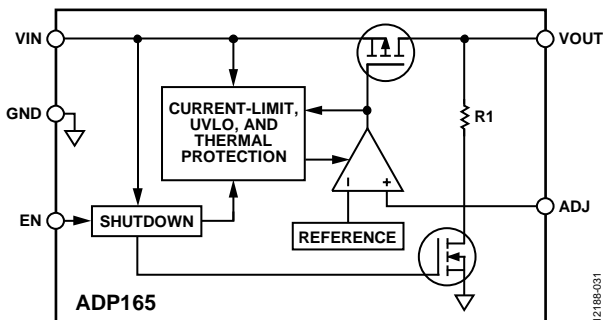 VIN
VOUT
GND
CURRENT-LIMIT,
UVLO, AND
THERMAL
PROTECTION
R1
– +
EN
SHUTDOWN
ADJ
REFERENCE
ADP165
12188-031